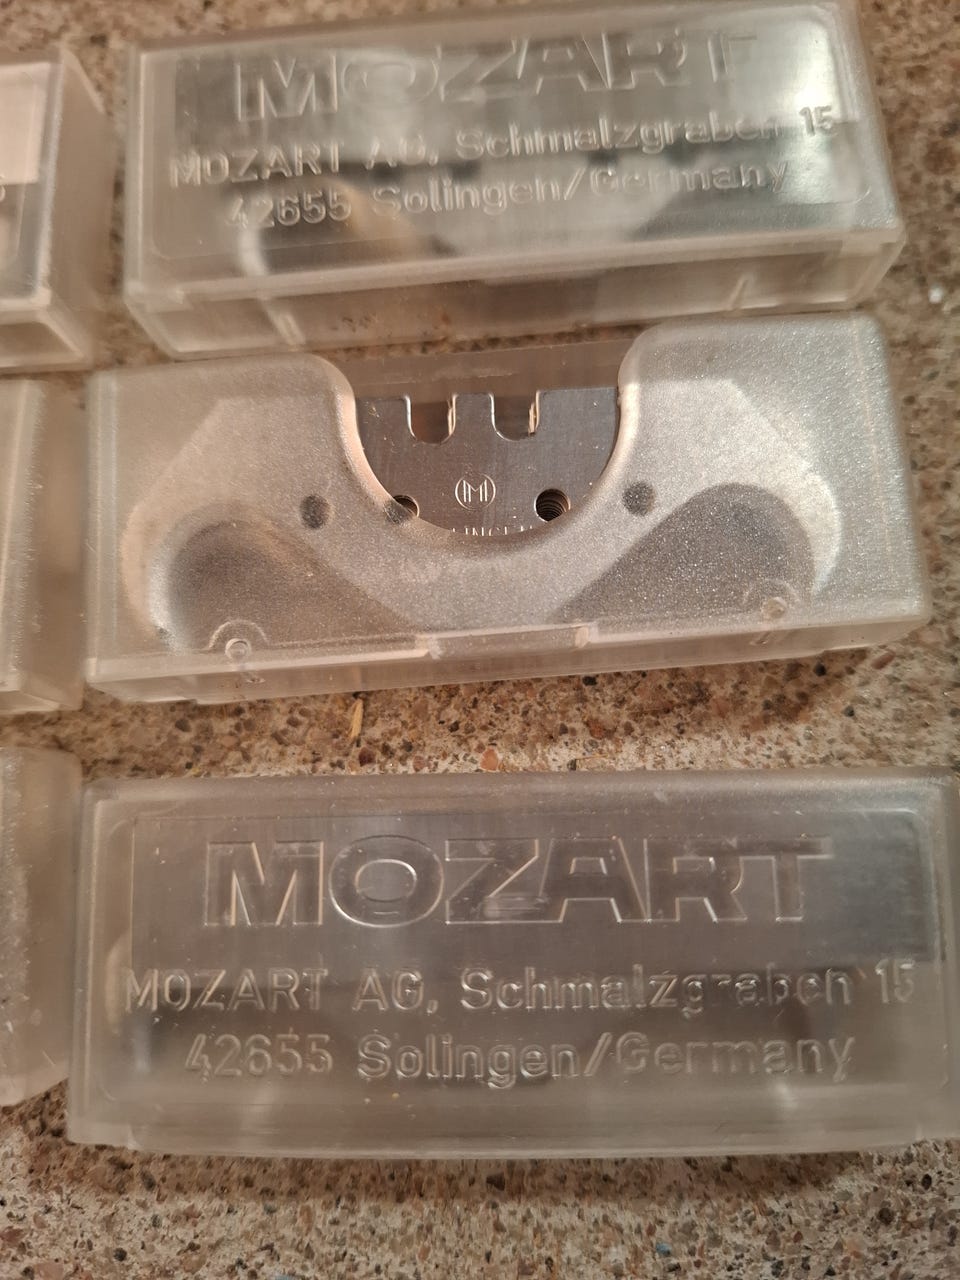 MOZART
MOZART AG, Schmalzgraben 15
42655 Solingen/Germany
M
MOZART
MOZART AG, Schmalzgraben 15
42655 Solingen/Germany